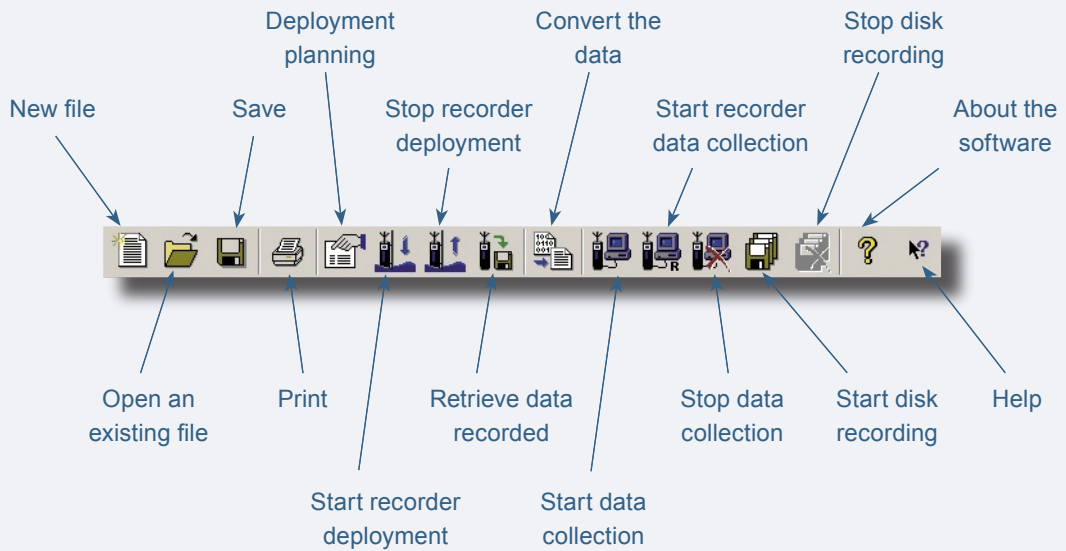 Deployment
planning
Convert the
data
Stop disk
recording
New file
Save
Stop recorder
deployment
Start recorder
data collection
About the
software
R
Open an
existing file
Print
Retrieve data
recorded
Stop data
collection
Start disk
recording
Help
Start recorder
deployment
Start data
collection